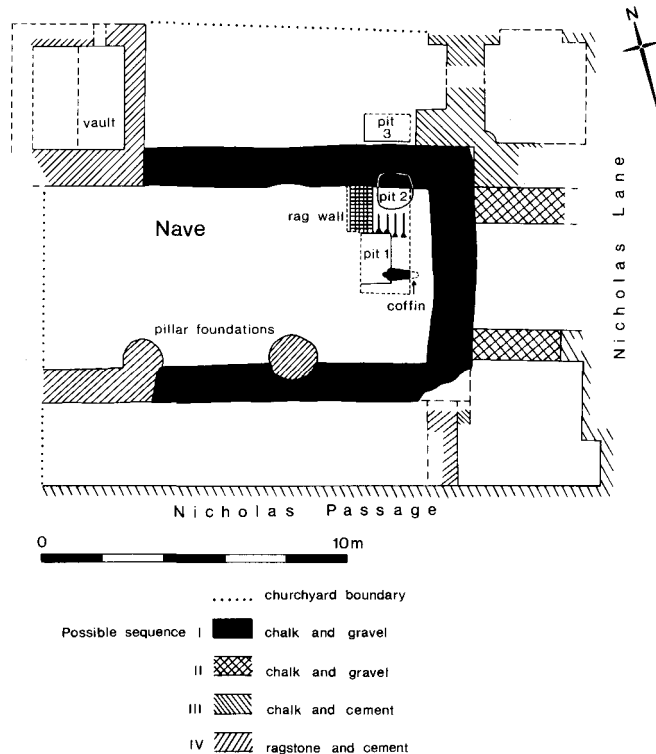 N
vault
pit
3
pit 2
rag wall
Nave
pit 1
coffin
pillar foundations
Nicholas Lane
Nicholas Passage
0 10m
churchyard boundary
Possible sequence I chalk and gravel
II chalk and gravel
III chalk and cement
IV ragstone and cement